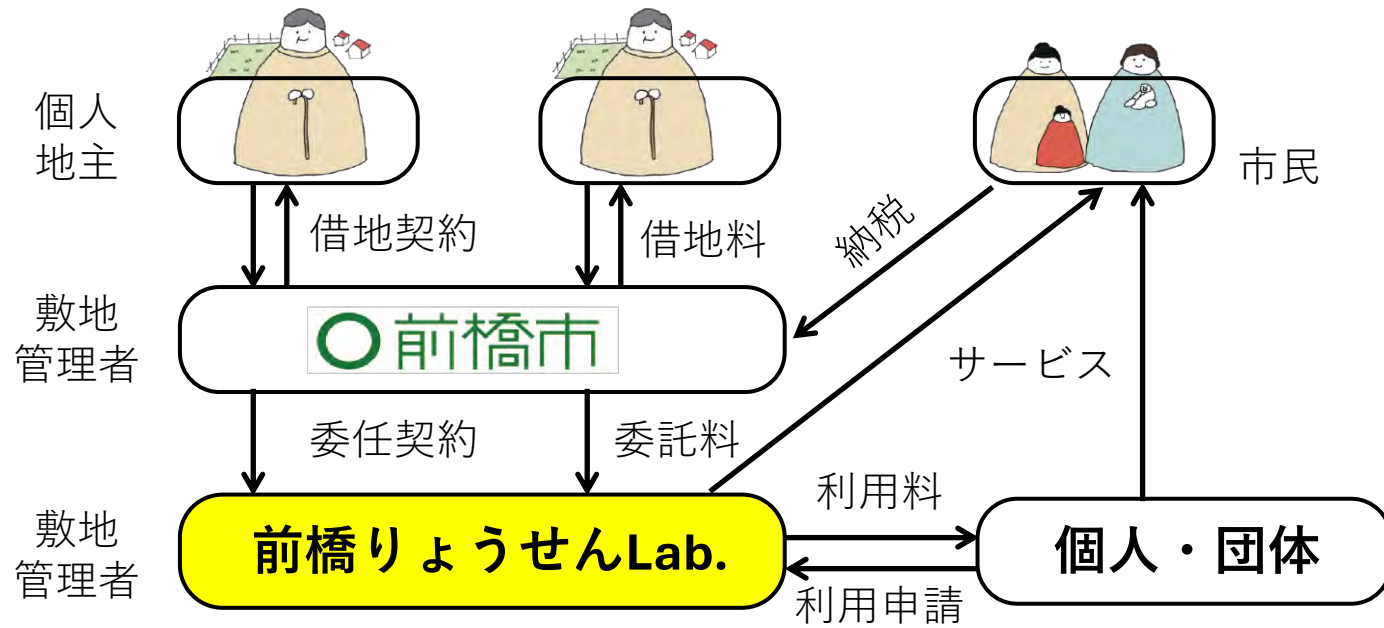 個人
地主
市民
借地契約
借地料
納税
敷地
管理者
前橋市
サービス
委任契約
委託料
利用料
敷地
管理者
前橋りょうせんLab.
個人・団体
利用申請